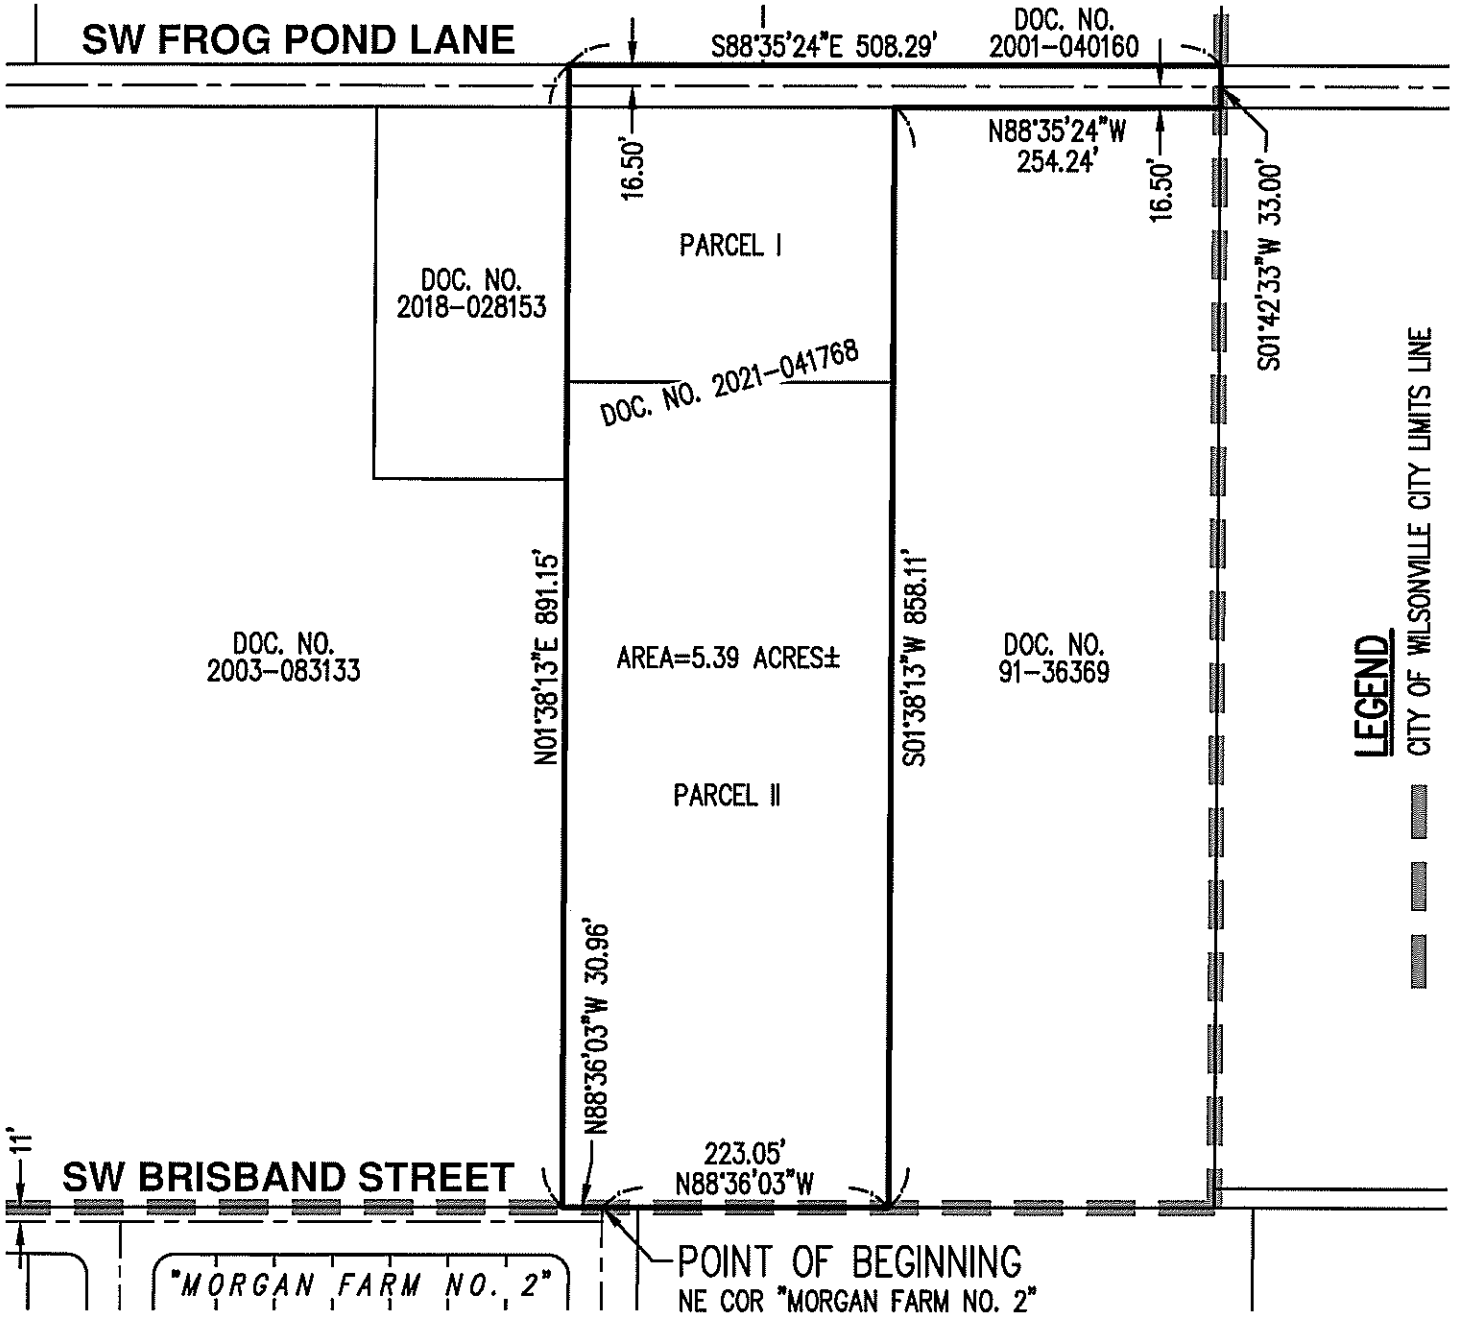 SW FROG POND LANE
S88°35'24"E 508.29'
DOC. NO.
2001-040160
16.50'
N88°35'24"W
254.24'
16.50'
S01°42'33"W 33.00'
PARCEL I
DOC. NO.
2018-028153
DOC. NO. 2021-041768
N01°38'13"E 891.15'
S01°38'13"W 858.11'
DOC. NO.
2003-083133
AREA=5.39 ACRES±
DOC. NO.
91-36369
PARCEL II
LEGEND
CITY OF WILSONVILLE CITY LIMITS LINE
N88°36'03"W 30.96'
11'
SW BRISBAND STREET
223.05'
N88°36'03"W
POINT OF BEGINNING
NE COR "MORGAN FARM NO. 2"
"MORGAN FARM NO. 2"